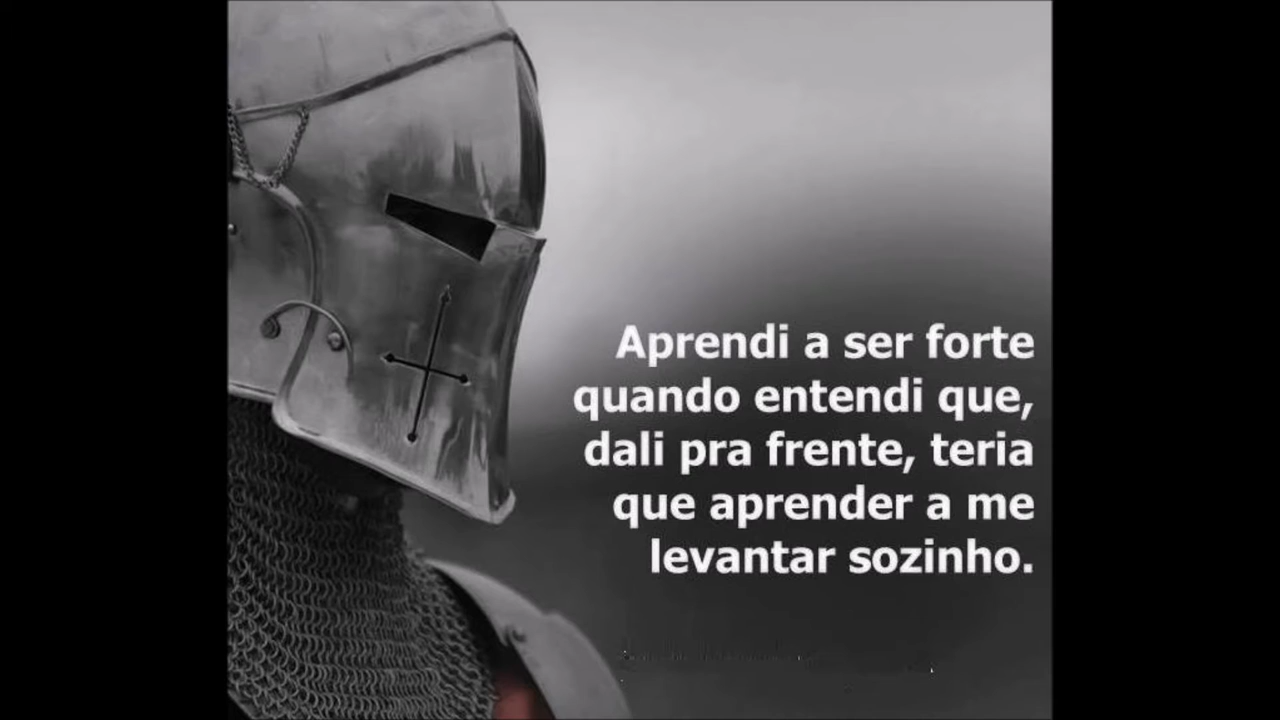 Aprendi a ser forte
quando entendi que,
dali pra frente, teria
que aprender a me
levantar sozinho.